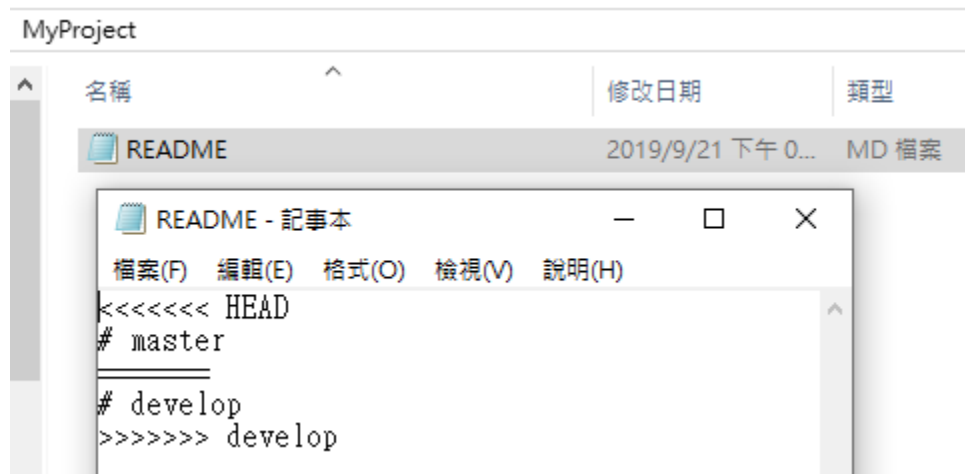 MyProject
名稱 修改日期 類型
README 2019/9/21 下午 0... MD 檔案
README - 記事本
檔案(F) 編輯(E) 格式(O) 檢視(V) 說明(H)
<<<<<<< HEAD
# master
=======
# develop
>>>>>>> develop